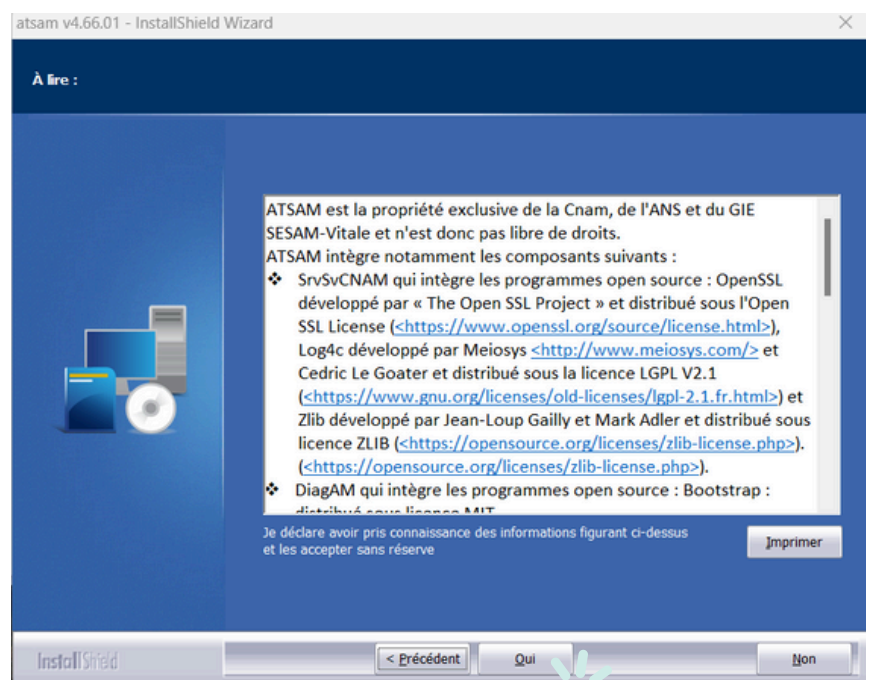 atsam v4.66.01 - InstallShield Wizard
À lire :
ATSAM est la propriété exclusive de la Cnam, de l'ANS et du GIE
SESAM-Vitale et n'est donc pas libre de droits.
ATSAM intègre notamment les composants suivants :
❖ SrvSvCNAM qui intègre les programmes open source : OpenSSL
développé par « The Open SSL Project » et distribué sous l'Open
SSL License (<https://www.openssl.org/source/license.html>),
Log4c développé par Meiosys <http://www.meiosys.com/> et
Cedric Le Goater et distribué sous la licence LGPL V2.1
(<https://www.gnu.org/licenses/old-licenses/lgpl-2.1.fr.html>) et
Zlib développé par Jean-Loup Gailly et Mark Adler et distribué sous
licence ZLIB (<https://opensource.org/licenses/zlib-license.php>).
(<https://opensource.org/licenses/zlib-license.php>).
❖ DiagAM qui intègre les programmes open source : Bootstrap :
distribué sous licence MIT
Je déclare avoir pris connaissance des informations figurant ci-dessus
et les accepter sans réserve
Imprimer
InstallShield
< Précédent
Oui
Non